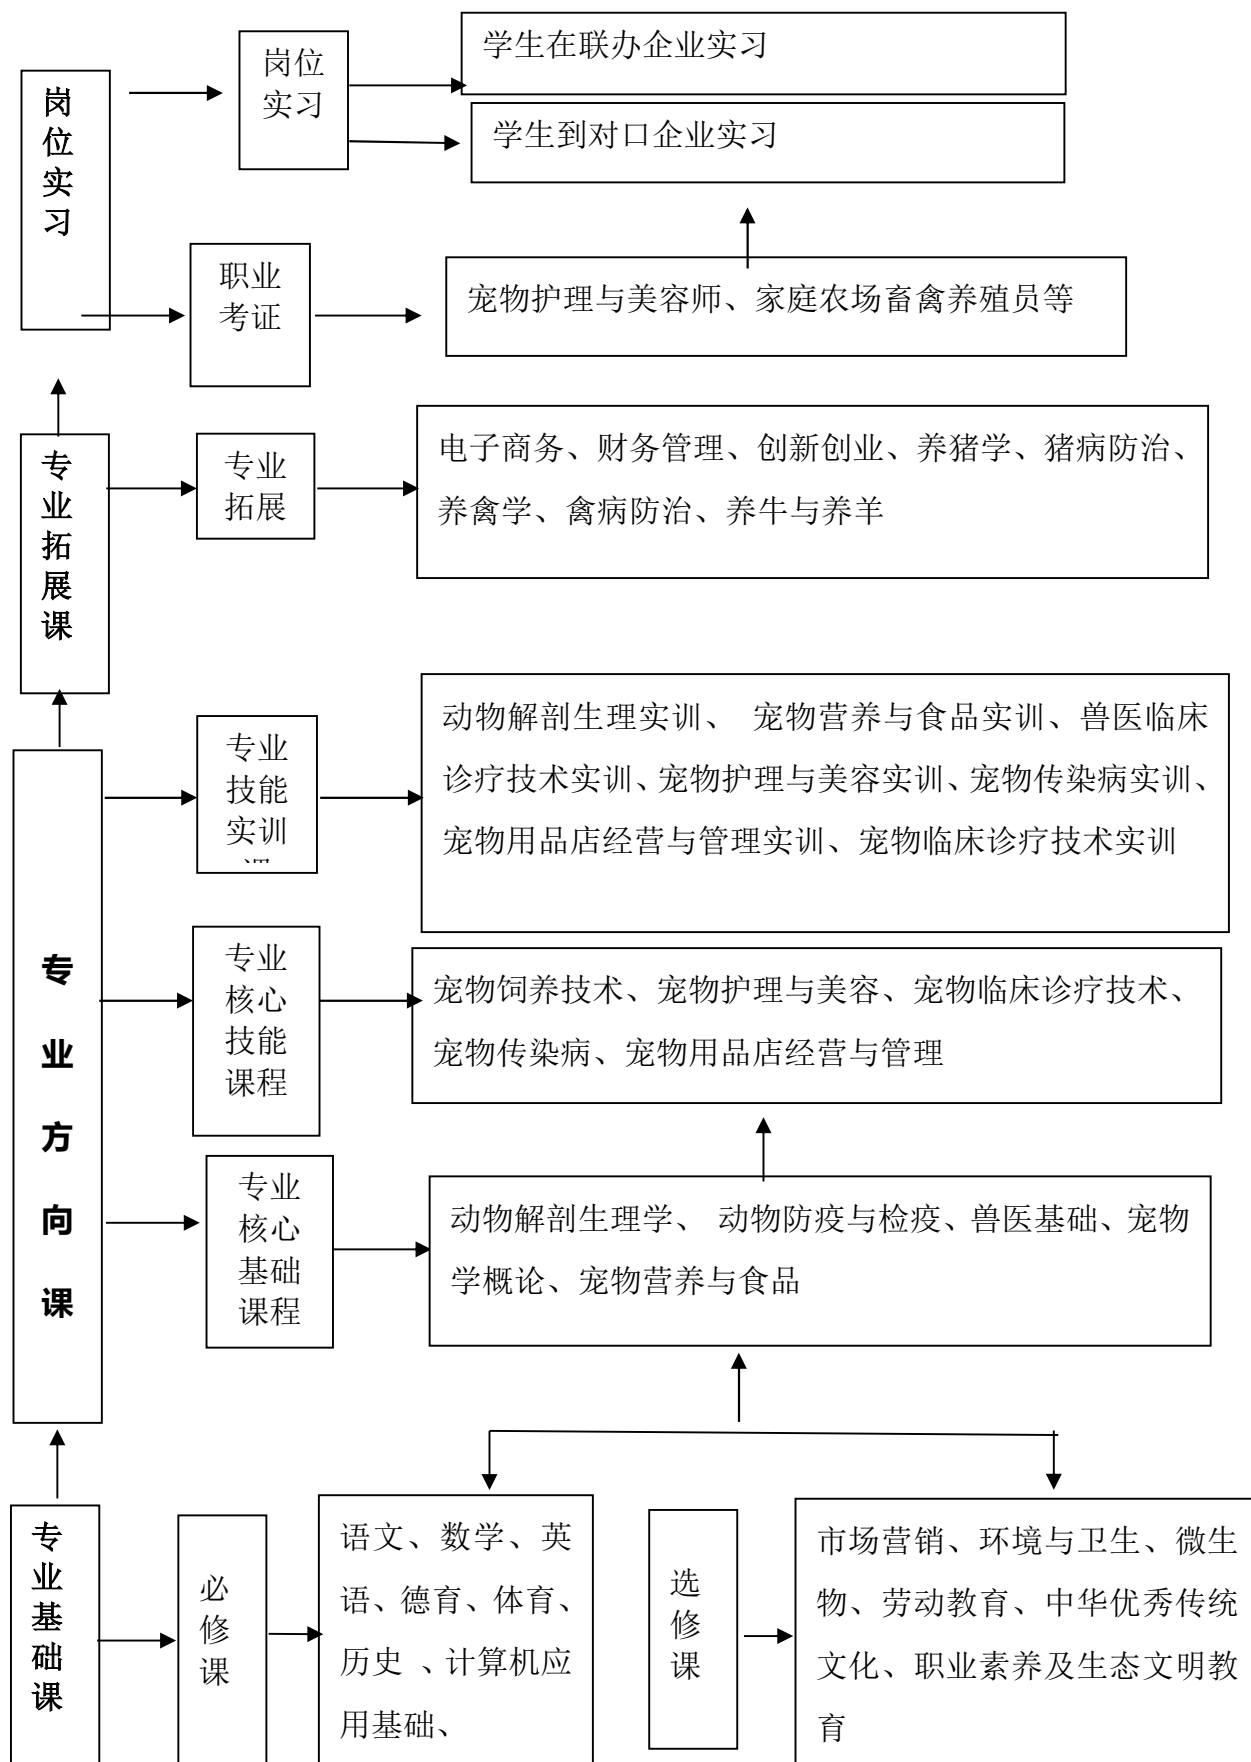 岗位实习
岗位
实习
学生在联办企业实习
学生到对口企业实习
职业
考证
宠物护理与美容师、家庭农场畜禽养殖员等
专业拓展课
专业
拓展
电子商务、财务管理、创新创业、养猪学、猪病防治、
养禽学、禽病防治、养牛与养羊
专业方向课
专业
技能
实训
动物解剖生理实训、 宠物营养与食品实训、兽医临床
诊疗技术实训、宠物护理与美容实训、宠物传染病实训、
宠物用品店经营与管理实训、宠物临床诊疗技术实训
专业
核心
技能
课程
宠物饲养技术、宠物护理与美容、宠物临床诊疗技术、
宠物传染病、宠物用品店经营与管理
专业
核心
基础
课程
动物解剖生理学、 动物防疫与检疫、兽医基础、宠物
学概论、宠物营养与食品
专业基础课
必修课
语文、数学、英
语、德育、体育、
历史 、计算机应
用基础、
选修课
市场营销、环境与卫生、微生
物、劳动教育、中华优秀传统
文化、职业素养及生态文明教
育